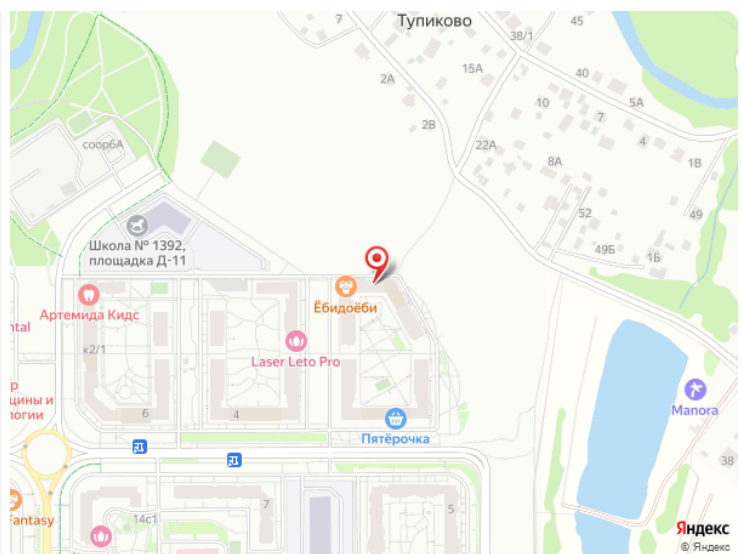 7
Тупиково
45
38/1
15А
40
2А
10
5А
7
2В
4
22А
соор6А
8А
1В
52
49
Школа № 1392,
площадка Д-11
49Б
1Б
Ёбидоёби
Артемида Кидс
ntal
к2/1
Laser Leto Pro
р
цины и
логии
Manora
6
4
Пятёрочка
38
7
Fantasy
14с1
5
Яндекс
© Яндекс